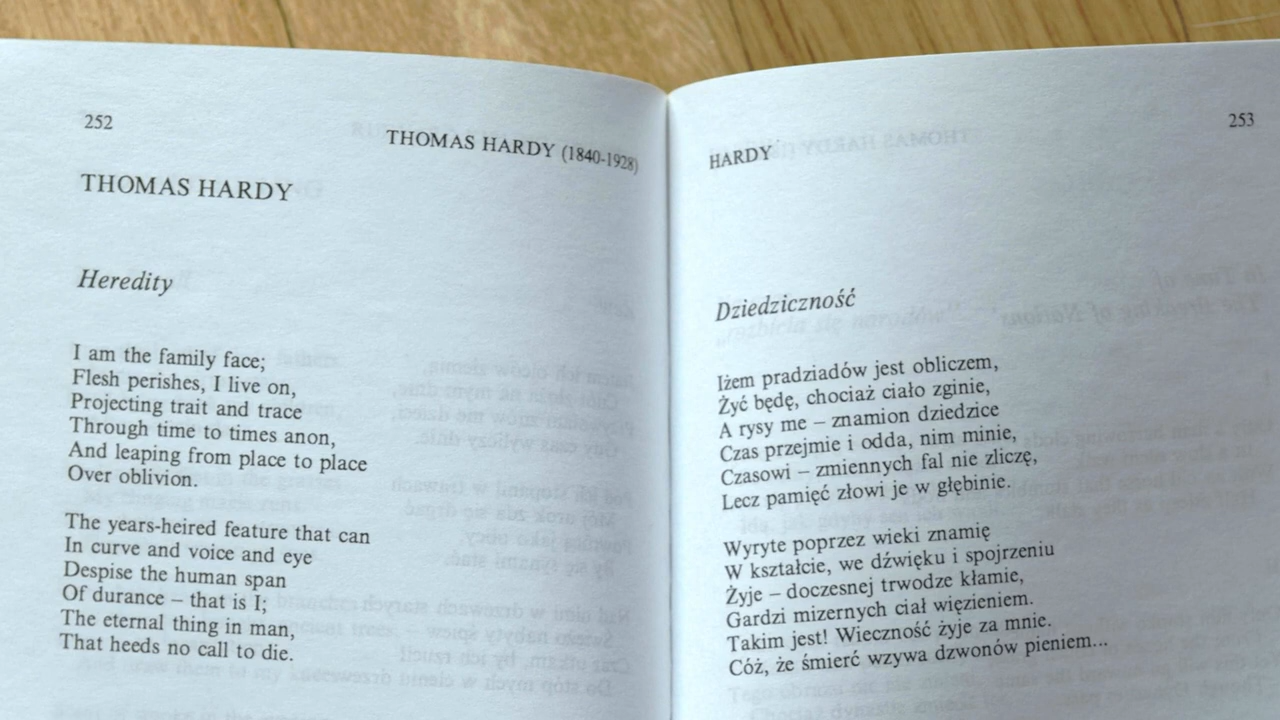 252
THOMAS HARDY (1840-1928)
THOMAS HARDY
Heredity
I am the family face;
Flesh perishes, I live on,
Projecting trait and trace
Through time to times anon,
And leaping from place to place
Over oblivion.
The years-heired feature that can
In curve and voice and eye
Despise the human span
Of durance – that is I;
The eternal thing in man,
That heeds no call to die.
HARDY
253
Dziedziczność
Iżem pradziadów jest obliczem,
Żyć będę, chociaż ciało zginie,
A rysy me – znamion dziedzice
Czas przejmie i odda, nim minie,
Czasowi – zmiennych fal nie zliczę,
Lecz pamięć złowi je w głębinie.
Wyryte poprzez wieki znamię
W kształcie, we dźwięku i spojrzeniu
Żyje – doczesnej trwodze kłamie,
Gardzi mizernych ciał więzieniem.
Takim jest! Wieczność żyje za mnie.
Cóż, że śmierć wzywa dzwonów pieniem...